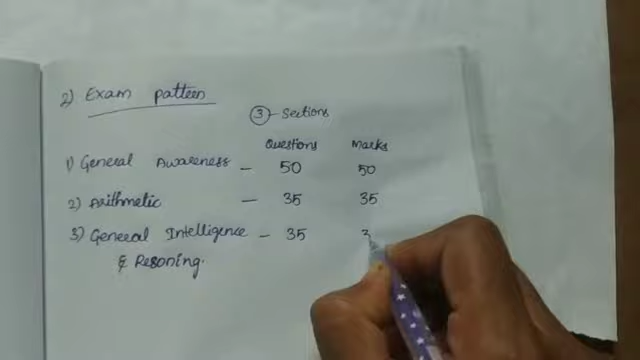 2) Exam pattern
③ - Sections
Questions Marks
1) General Awareness - 50 50
2) Arithmetic - 35 35
3) General Intelligence - 35 3
& Resoning.